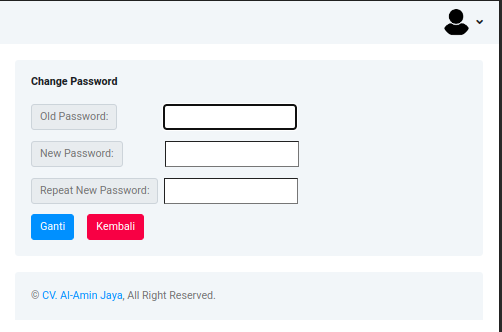 Change Password
Old Password:
New Password:
Repeat New Password:
Ganti Kembali
© CV. Al-Amin Jaya, All Right Reserved.